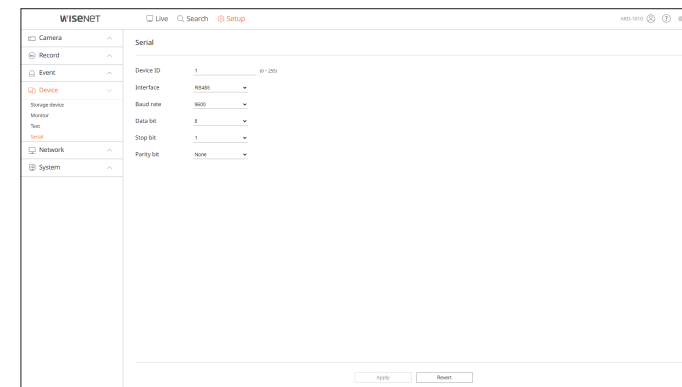 WISENET
Live Search Setup ARD-1610
Camera
Record
Event
Device
Storage device
Monitor
Text
Serial
Network
System
Serial
Device ID 1 (0 ~ 255)
Interface RS485
Baud rate 9600
Data bit 8
Stop bit 1
Parity bit None
Apply Revert